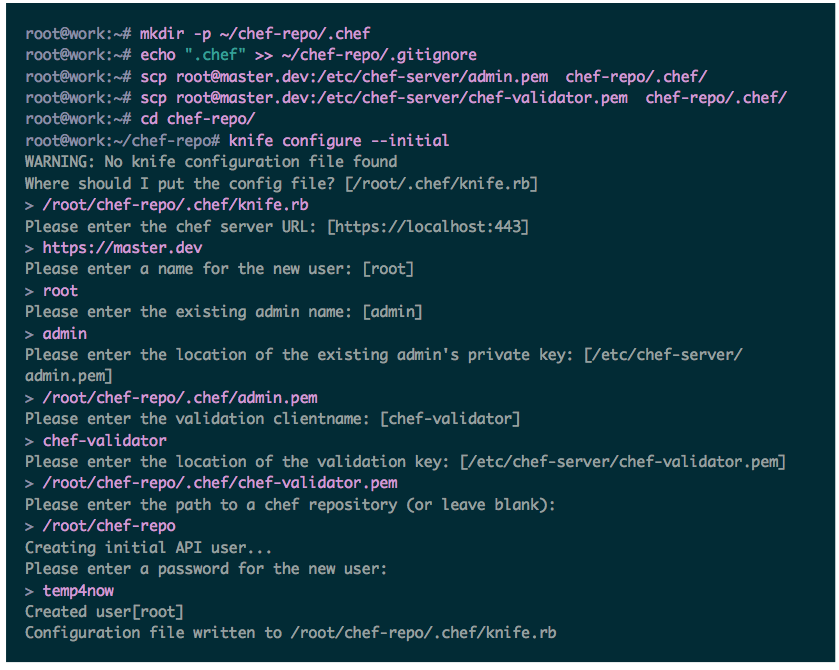 root@work:~# mkdir -p ~/chef-repo/.chef
root@work:~# echo ".chef" >> ~/chef-repo/.gitignore
root@work:~# scp root@master.dev:/etc/chef-server/admin.pem  chef-repo/.chef/
root@work:~# scp root@master.dev:/etc/chef-server/chef-validator.pem  chef-repo/.chef/
root@work:~# cd chef-repo/
root@work:~/chef-repo# knife configure --initial
WARNING: No knife configuration file found
Where should I put the config file? [/root/.chef/knife.rb]
> /root/chef-repo/.chef/knife.rb
Please enter the chef server URL: [https://localhost:443]
> https://master.dev
Please enter a name for the new user: [root]
> root
Please enter the existing admin name: [admin]
> admin
Please enter the location of the existing admin's private key: [/etc/chef-server/
admin.pem]
> /root/chef-repo/.chef/admin.pem
Please enter the validation clientname: [chef-validator]
> chef-validator
Please enter the location of the validation key: [/etc/chef-server/chef-validator.pem]
> /root/chef-repo/.chef/chef-validator.pem
Please enter the path to a chef repository (or leave blank):
> /root/chef-repo
Creating initial API user...
Please enter a password for the new user:
> temp4now
Created user[root]
Configuration file written to /root/chef-repo/.chef/knife.rb